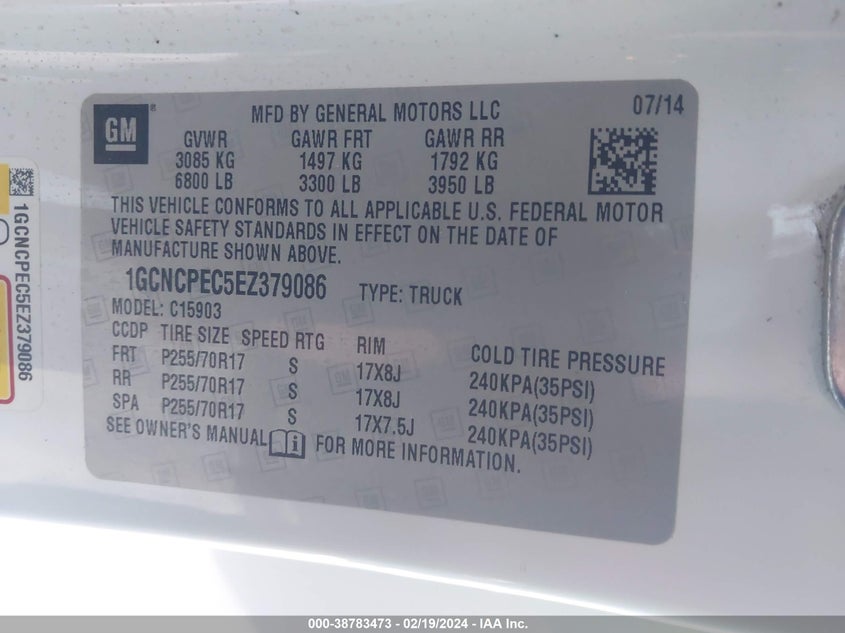 GM
®
MFD BY GENERAL MOTORS LLC 07/14
GVWR GAWR FRT GAWR RR
3085 KG 1497 KG 1792 KG
6800 LB 3300 LB 3950 LB
THIS VEHICLE CONFORMS TO ALL APPLICABLE U.S. FEDERAL MOTOR
VEHICLE SAFETY STANDARDS IN EFFECT ON THE DATE OF
MANUFACTURE SHOWN ABOVE.
1GCNCPEC5EZ379086 TYPE: TRUCK
MODEL: C15903
CCDP TIRE SIZE SPEED RTG RIM COLD TIRE PRESSURE
FRT P255/70R17 S 17X8J 240KPA(35PSI)
RR P255/70R17 S 17X8J 240KPA(35PSI)
SPA P255/70R17 S 17X7.5J 240KPA(35PSI)
SEE OWNER'S MANUAL FOR MORE INFORMATION.
1GCNCPEC5EZ379086
000-38783473 - 02/19/2024 - IAA Inc.